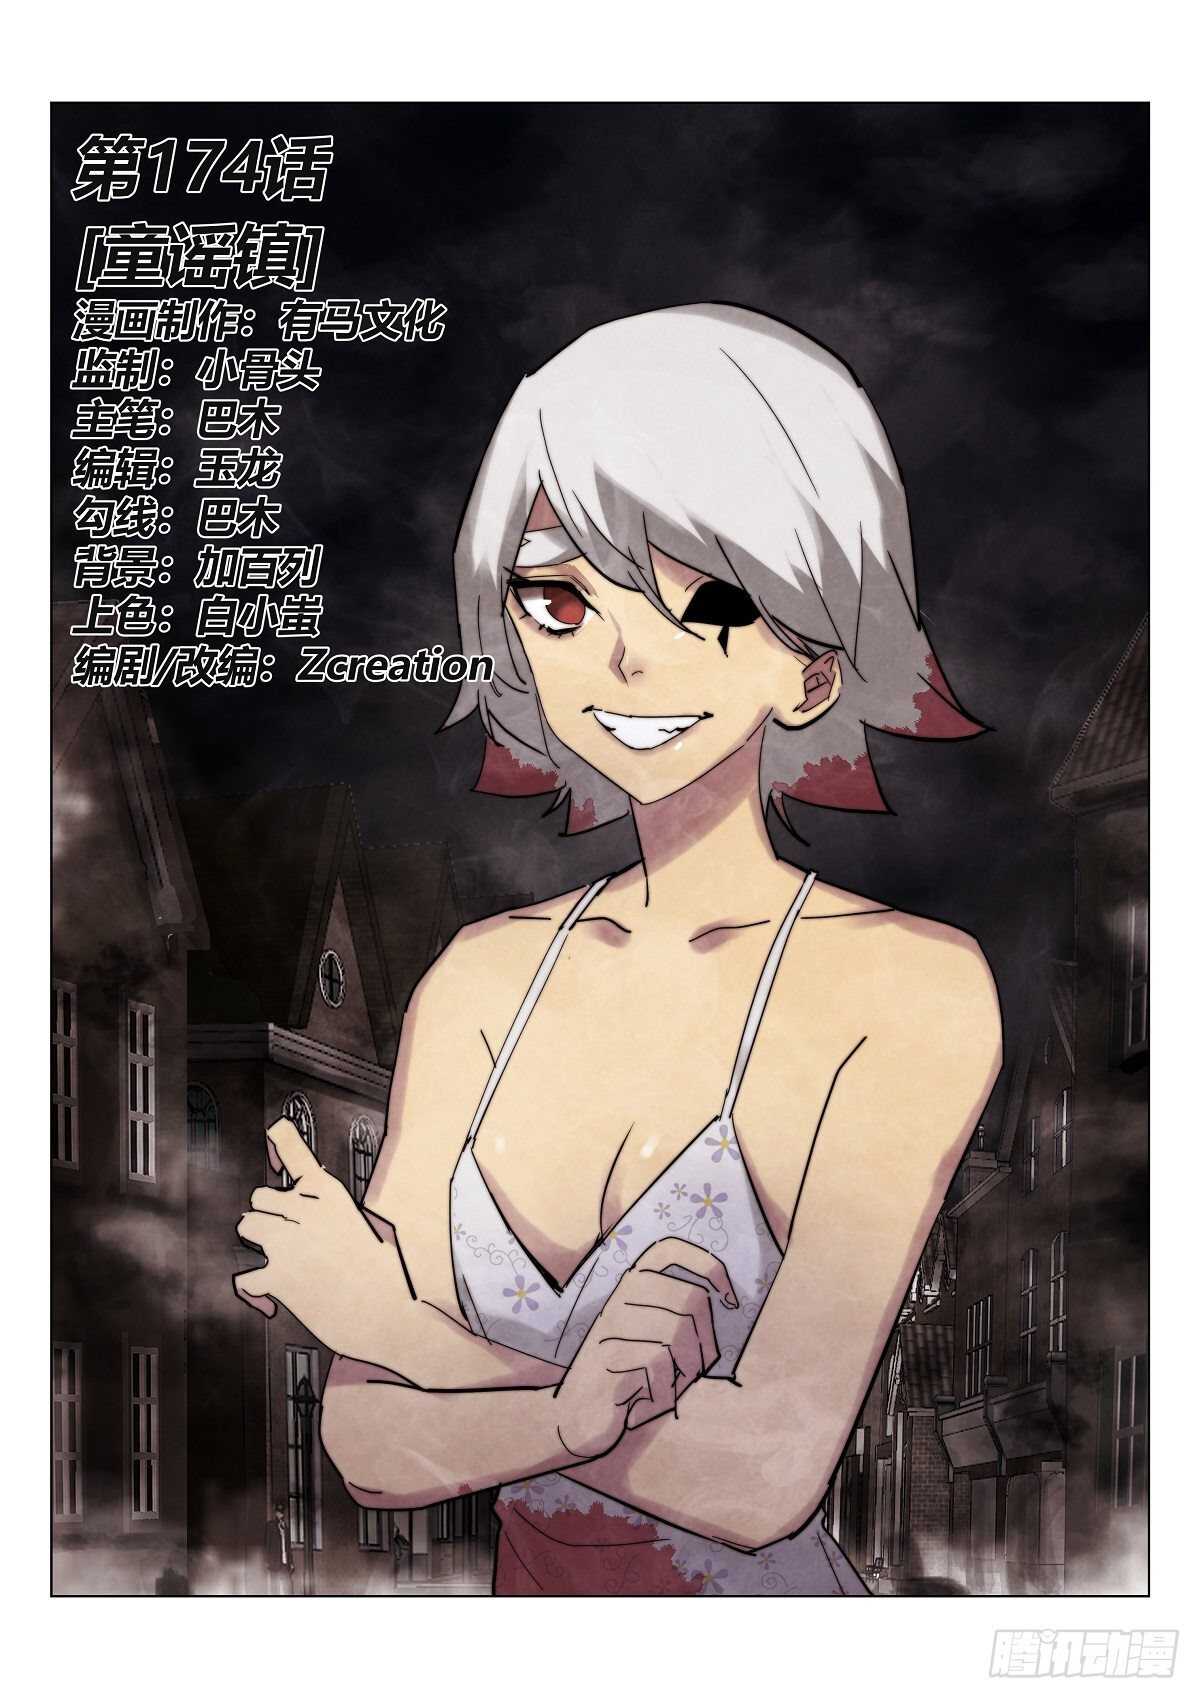 第174话
[童谣镇]
漫画制作：有马文化
监制：小骨头
主笔：巴木
编辑：玉龙
勾线：巴木
背景：加百列
上色：白小蚩
编剧/改编：Zcreation
腾讯动漫